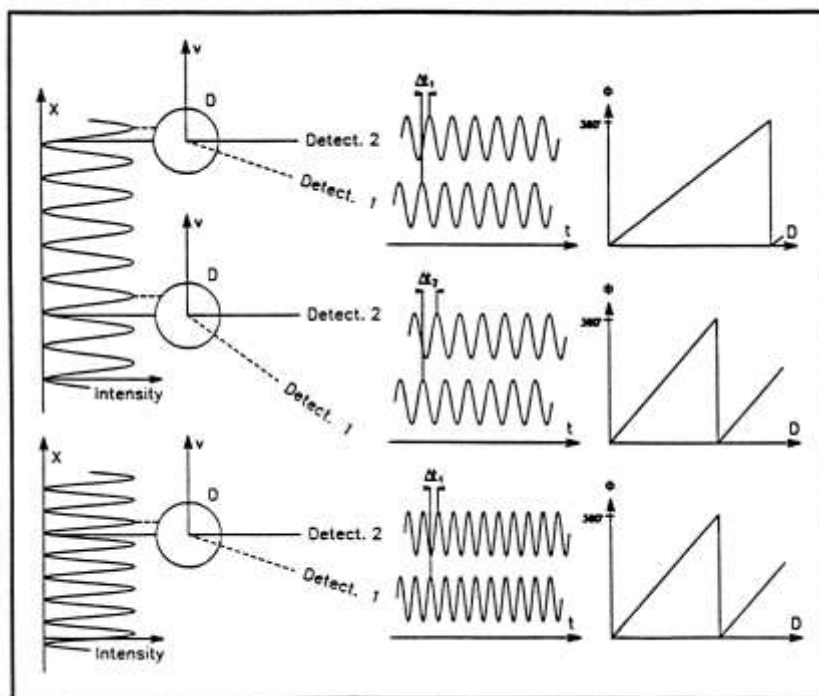 X
v
D
Detect. 2
Detect. 1
Δt₁
t
Φ
360°
D
v
D
Detect. 2
Detect. 1
Intensity
Δt₂
t
Φ
360°
D
X
v
D
Detect. 2
Detect. 1
Intensity
Δt₁
t
Φ
360°
D